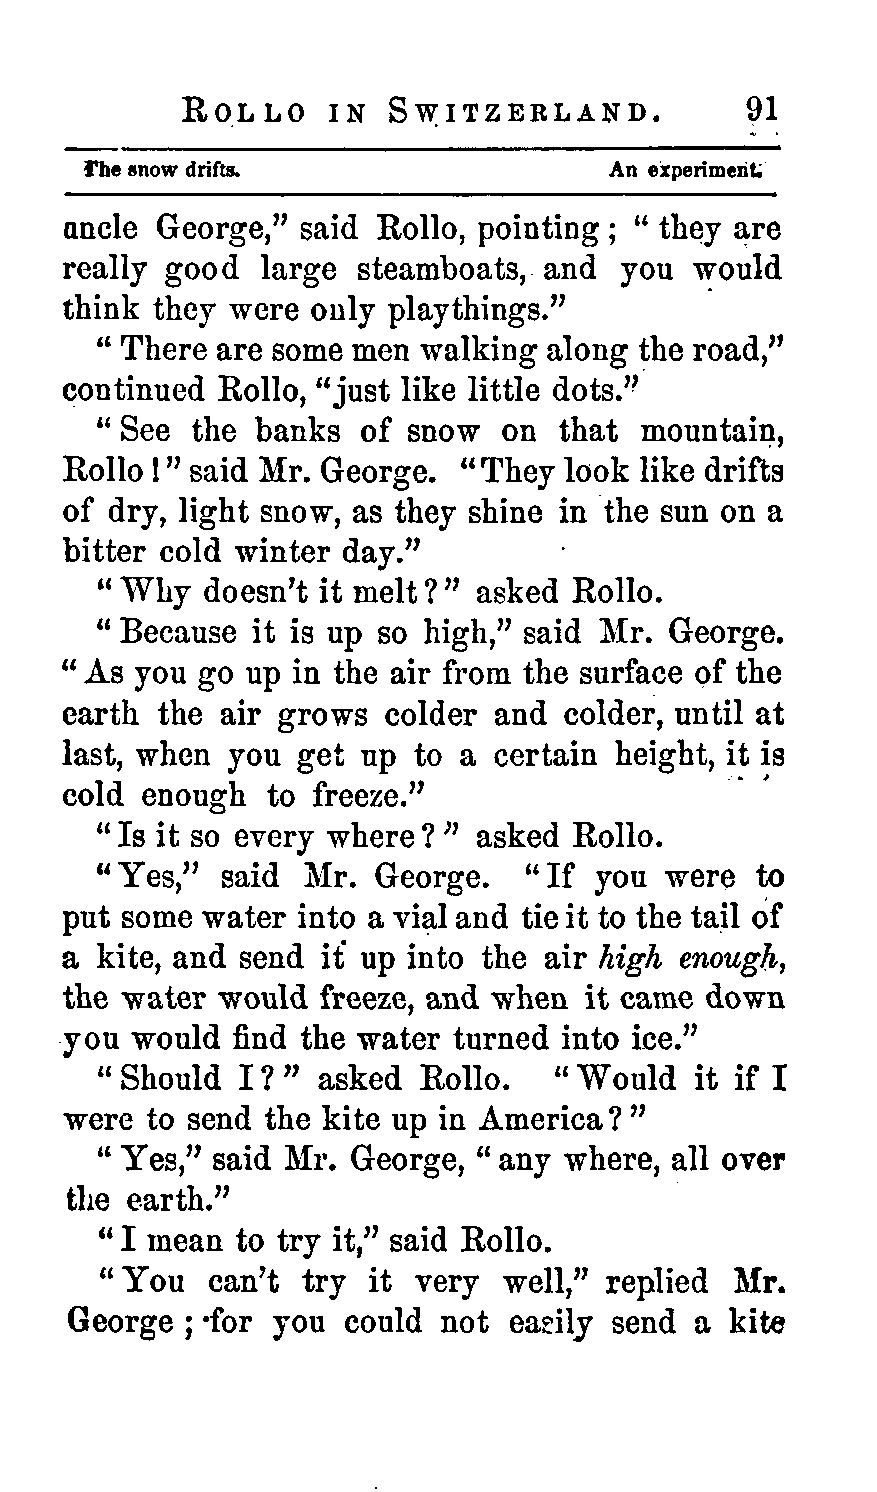 ROLLO IN SWITZERLAND. 91
The snow drifts. An experiment.
uncle George,” said Rollo, pointing; “ they are
really good large steamboats, and you would
think they were only playthings.”
“ There are some men walking along the road,”
continued Rollo, “just like little dots.”
“ See the banks of snow on that mountain,
Rollo!” said Mr. George. “They look like drifts
of dry, light snow, as they shine in the sun on a
bitter cold winter day.”
“ Why doesn’t it melt?” asked Rollo.
“ Because it is up so high,” said Mr. George.
“ As you go up in the air from the surface of the
earth the air grows colder and colder, until at
last, when you get up to a certain height, it is
cold enough to freeze.”
“ Is it so every where?” asked Rollo.
“ Yes,” said Mr. George. “ If you were to
put some water into a vial and tie it to the tail of
a kite, and send it up into the air high enough,
the water would freeze, and when it came down
you would find the water turned into ice.”
“ Should I?” asked Rollo. “ Would it if I
were to send the kite up in America?”
“ Yes,” said Mr. George, “ any where, all over
the earth.”
“ I mean to try it,” said Rollo.
“ You can’t try it very well,” replied Mr.
George; for you could not easily send a kite